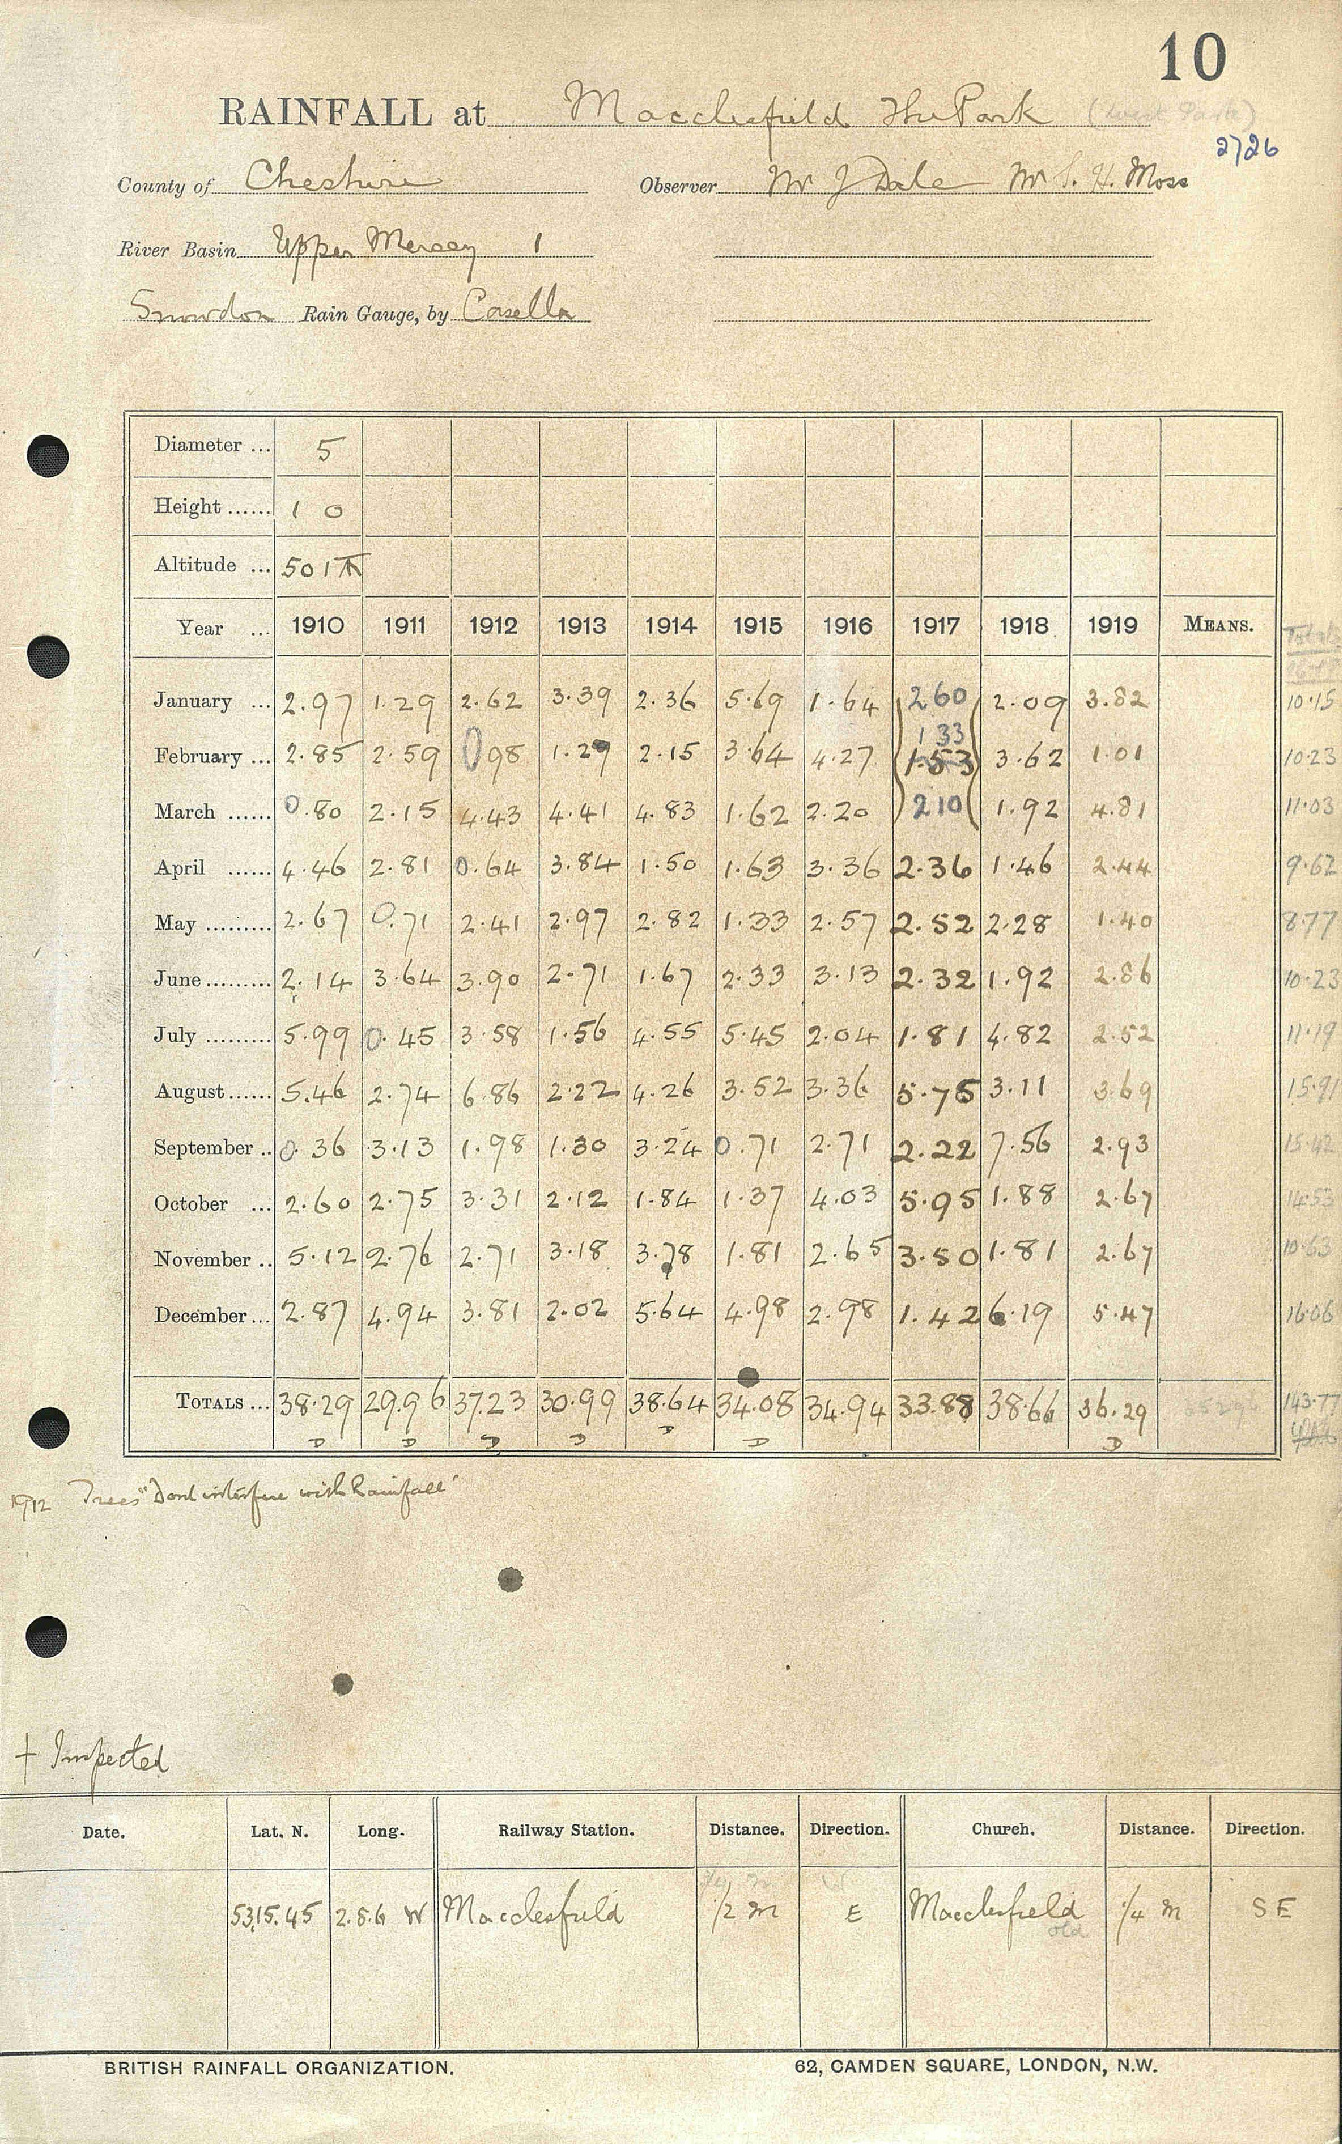 10
RAINFALL at Macclesfield The Park (West Park)
2726
County of Cheshire Observer Mr J Dale Mr S. H. Moss
River Basin Upper Mersey 1
Snowdon Rain Gauge, by Casella
Diameter ... 5
Height ...... 1 0
Altitude ... 501 ft
Year ... 1910 1911 1912 1913 1914 1915 1916 1917 1918 1919 MEANS. Total
January ... 2.97 1.29 2.62 3.39 2.36 5.69 1.64 2.60 2.09 3.82 10.15
1.33
February ... 2.85 2.59 0.98 1.29 2.15 3.64 4.27 1.53 3.62 1.01 10.23
March ...... 0.80 2.15 4.43 4.41 4.83 1.62 2.20 2.10 1.92 4.81 11.03
April ...... 4.46 2.81 0.64 3.84 1.50 1.63 3.36 2.36 1.46 2.44 9.62
May ......... 2.67 0.71 2.41 2.97 2.82 1.33 2.57 2.52 2.28 1.40 8.77
June ......... 2.14 3.64 3.90 2.71 1.67 2.33 3.13 2.32 1.92 2.86 10.23
July ......... 5.99 0.45 3.58 1.56 4.55 5.45 2.04 1.81 4.82 2.52 11.19
August ...... 5.46 2.74 6.86 2.22 4.26 3.52 3.36 5.75 3.11 3.69 15.91
September .. 0.36 3.13 1.98 1.30 3.24 0.71 2.71 2.22 7.56 2.93 15.42
October ... 2.60 2.75 3.31 2.12 1.84 1.37 4.03 5.95 1.88 2.67 14.53
November .. 5.12 2.76 2.71 3.18 3.78 1.81 2.65 3.50 1.81 2.67 10.63
December ... 2.87 4.94 3.81 2.02 5.64 4.98 2.98 1.42 6.19 5.47 16.06
TOTALS ... 38.29 29.96 37.23 30.99 38.64 34.08 34.94 33.88 38.66 36.29 143.77
D D D D D D D
1912 Trees "Dont interfere with Rainfall"
+ Inspected
Date. Lat. N. Long. Railway Station. Distance. Direction. Church. Distance. Direction.
53.15.45 2.8.6 W Macclesfield 1/2 m E Macclesfield 1/4 m SE
old
BRITISH RAINFALL ORGANIZATION. 62, CAMDEN SQUARE, LONDON, N.W.